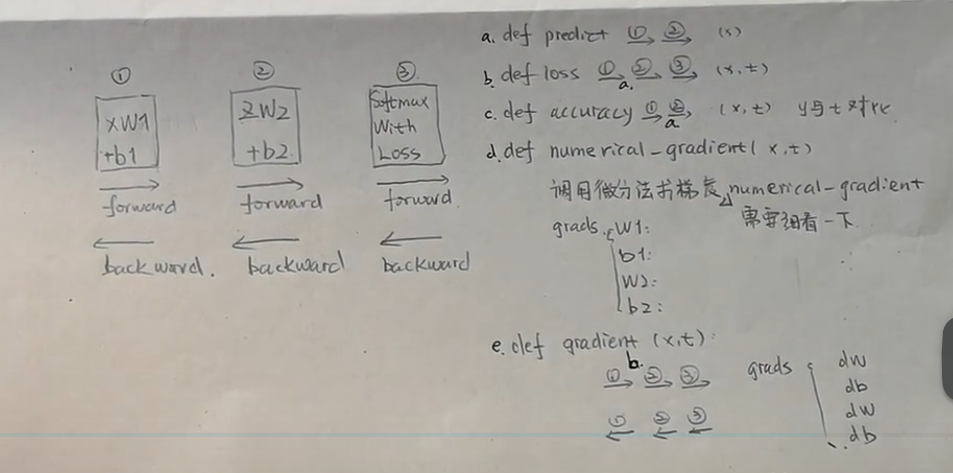 ① ② ③
xW1 +b1
ZW2 +b2
Softmax With Loss
forward forward forward
backward. backward backward
a. def predict ① ② (x)
b. def loss ① ② ③ (x,t)
a.
c. def accuracy ① ② (x,t) y与t对比
a
d. def numerical-gradient(x,t)
调用微分法求梯度 numerical-gradient
需要细看一下
grads { W1:
b1:
W2:
b2:
e. def gradient (x,t):
b.
① ② ③ grads { dW
db
① ② ③ dW
db